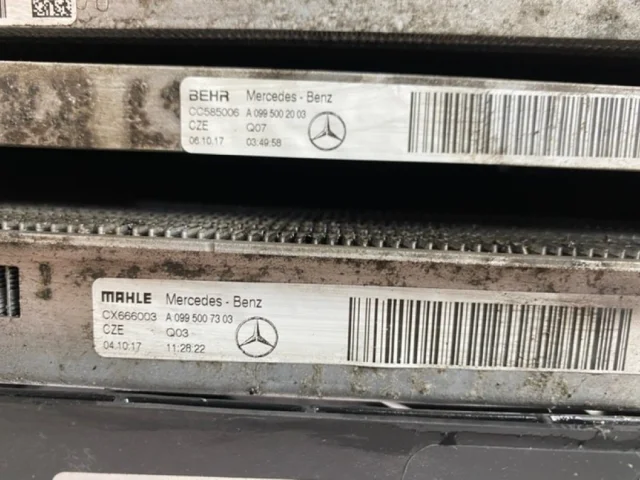 BEHR Mercedes - Benz
CC585006 A 099 500 20 03
CZE Q07
06.10.17 03:49:58
MAHLE Mercedes - Benz
CX666003 A 099 500 73 03
CZE Q03
04.10.17 11:28:22